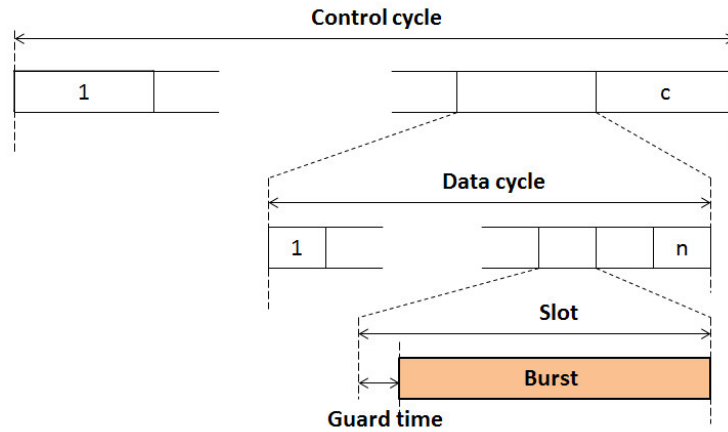 Control cycle
1
c
Data cycle
1
n
Slot
Burst
Guard time